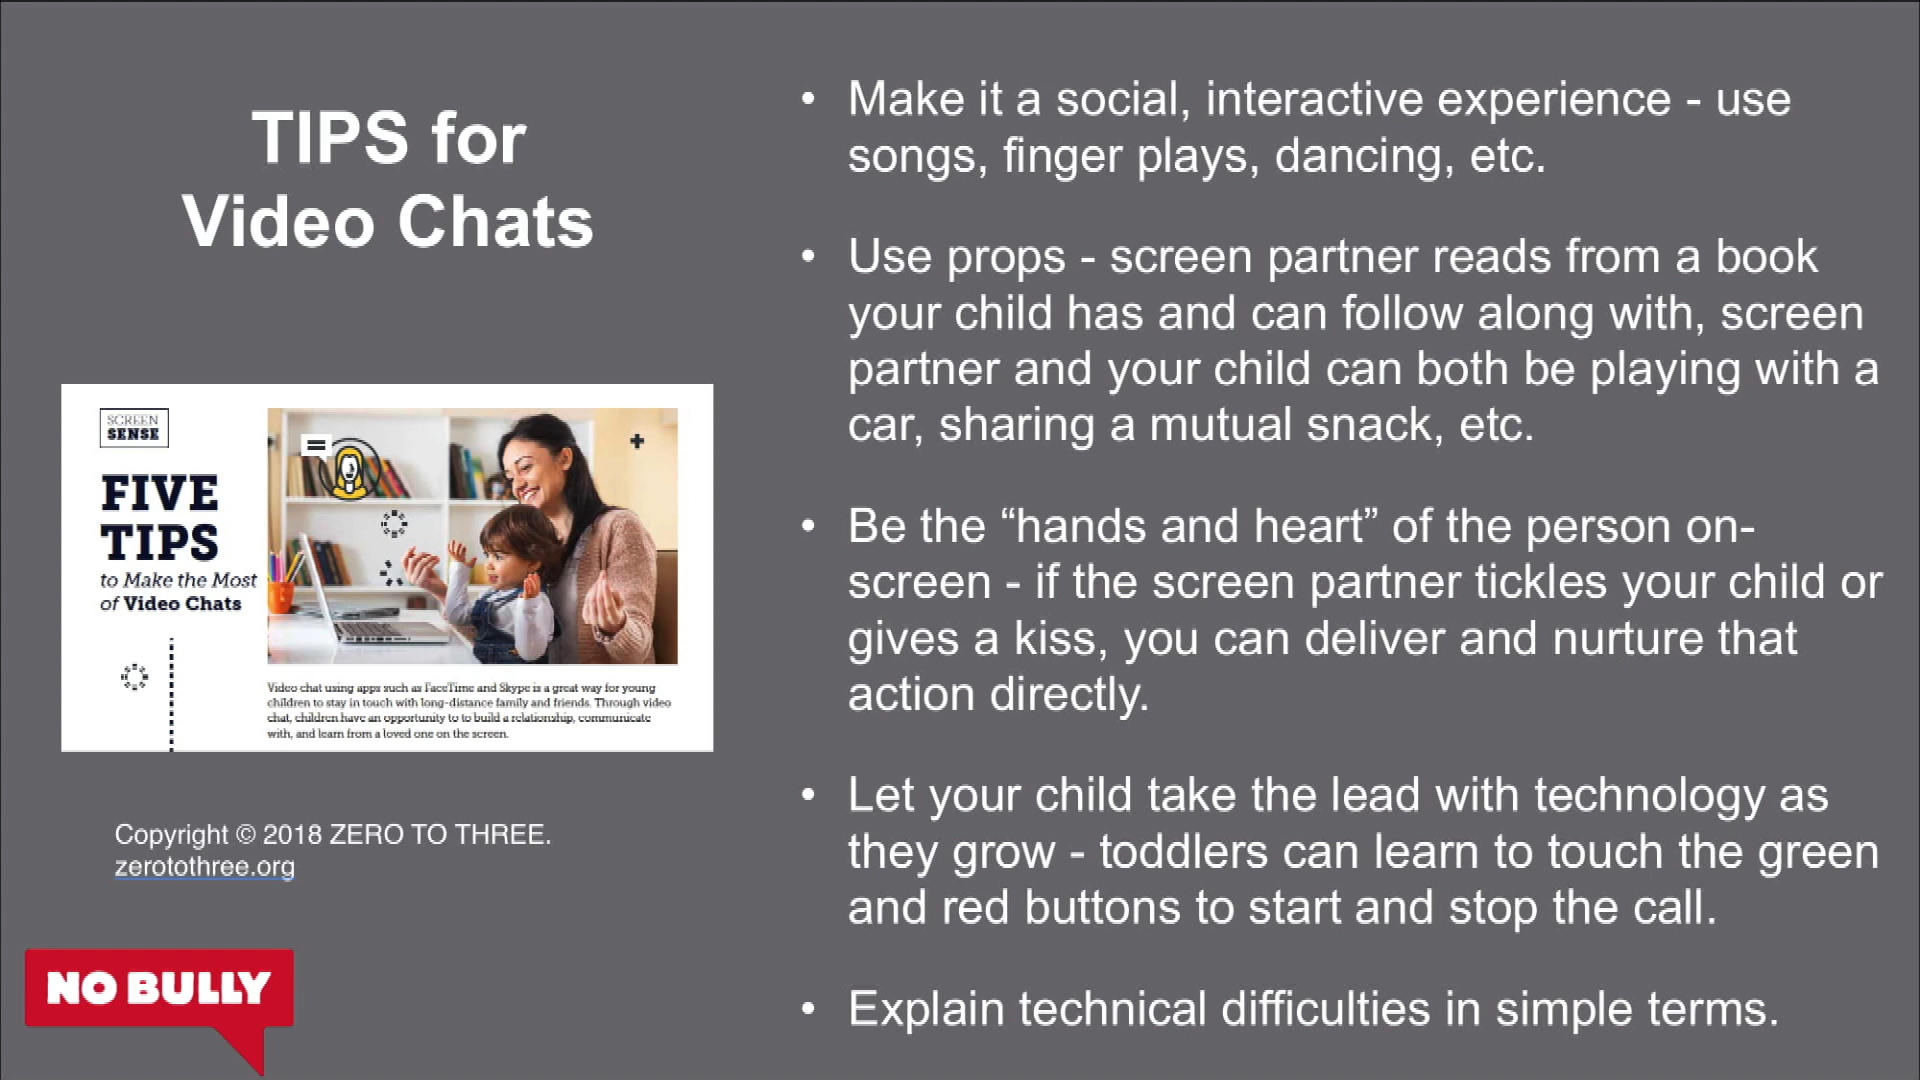 TIPS for
Video Chats
SCREEN
SENSE
FIVE
TIPS
to Make the Most
of Video Chats
Video chat using apps such as FaceTime and Skype is a great way for young
children to stay in touch with long-distance family and friends. Through video
chat, children have an opportunity to to build a relationship, communicate
with, and learn from a loved one on the screen.
Copyright © 2018 ZERO TO THREE.
zerotothree.org
NO BULLY
• Make it a social, interactive experience - use
songs, finger plays, dancing, etc.
• Use props - screen partner reads from a book
your child has and can follow along with, screen
partner and your child can both be playing with a
car, sharing a mutual snack, etc.
• Be the “hands and heart” of the person on-
screen - if the screen partner tickles your child or
gives a kiss, you can deliver and nurture that
action directly.
• Let your child take the lead with technology as
they grow - toddlers can learn to touch the green
and red buttons to start and stop the call.
• Explain technical difficulties in simple terms.